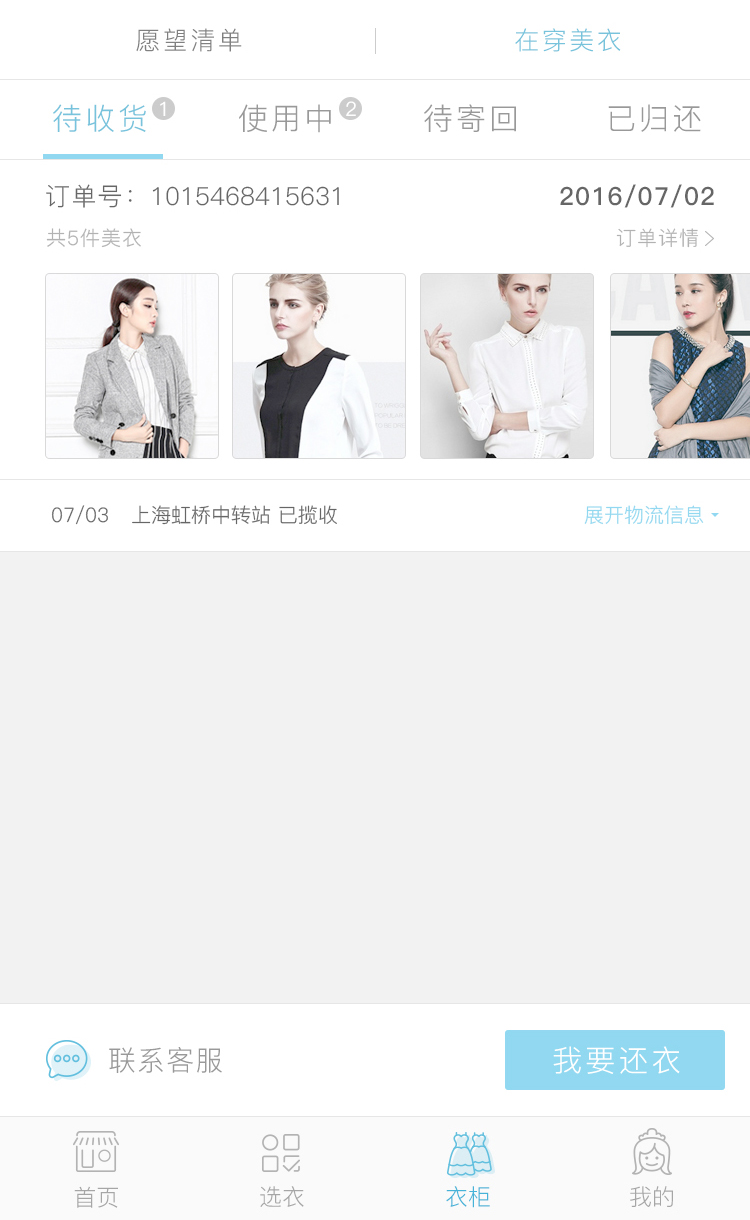 愿望清单
在穿美衣
待收货 1
使用中 2
待寄回
已归还
订单号：1015468415631
2016/07/02
共5件美衣
订单详情
07/03 上海虹桥中转站 已揽收
展开物流信息
联系客服
我要还衣
首页
选衣
衣柜
我的